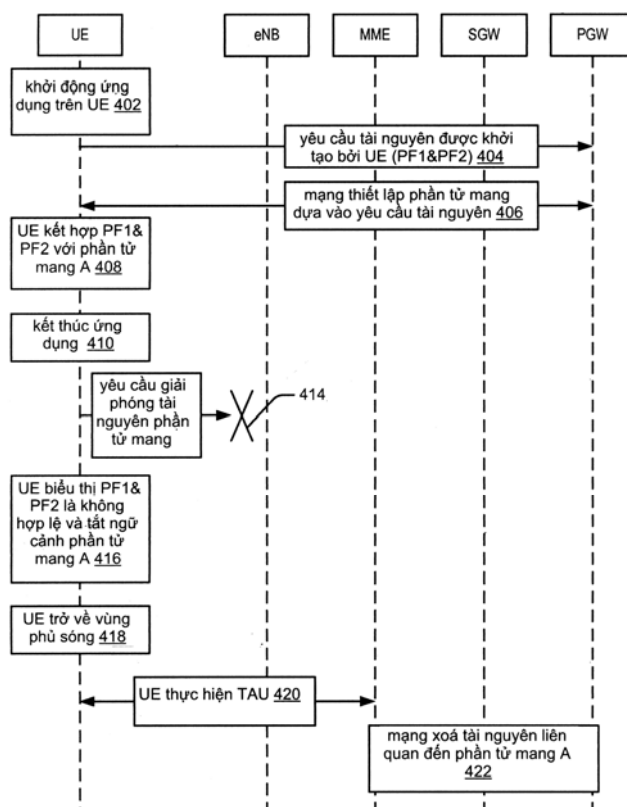 UE
eNB
MME
SGW
PGW
khởi động ứng
dụng trên UE 402
yêu cầu tài nguyên được khởi
tạo bởi UE (PF1&PF2) 404
mạng thiết lập phần tử mang
dựa vào yêu cầu tài nguyên 406
UE kết hợp PF1&
PF2 với phần tử
mang A 408
kết thúc ứng
dụng 410
yêu cầu giải
phóng tài
nguyên phần
tử mang
414
UE biểu thị PF1&
PF2 là không
hợp lệ và tắt ngữ
cảnh phần tử
mang A 416
UE trở về vùng
phủ sóng 418
UE thực hiện TAU 420
mạng xoá tài nguyên liên
quan đến phần tử mang A
422